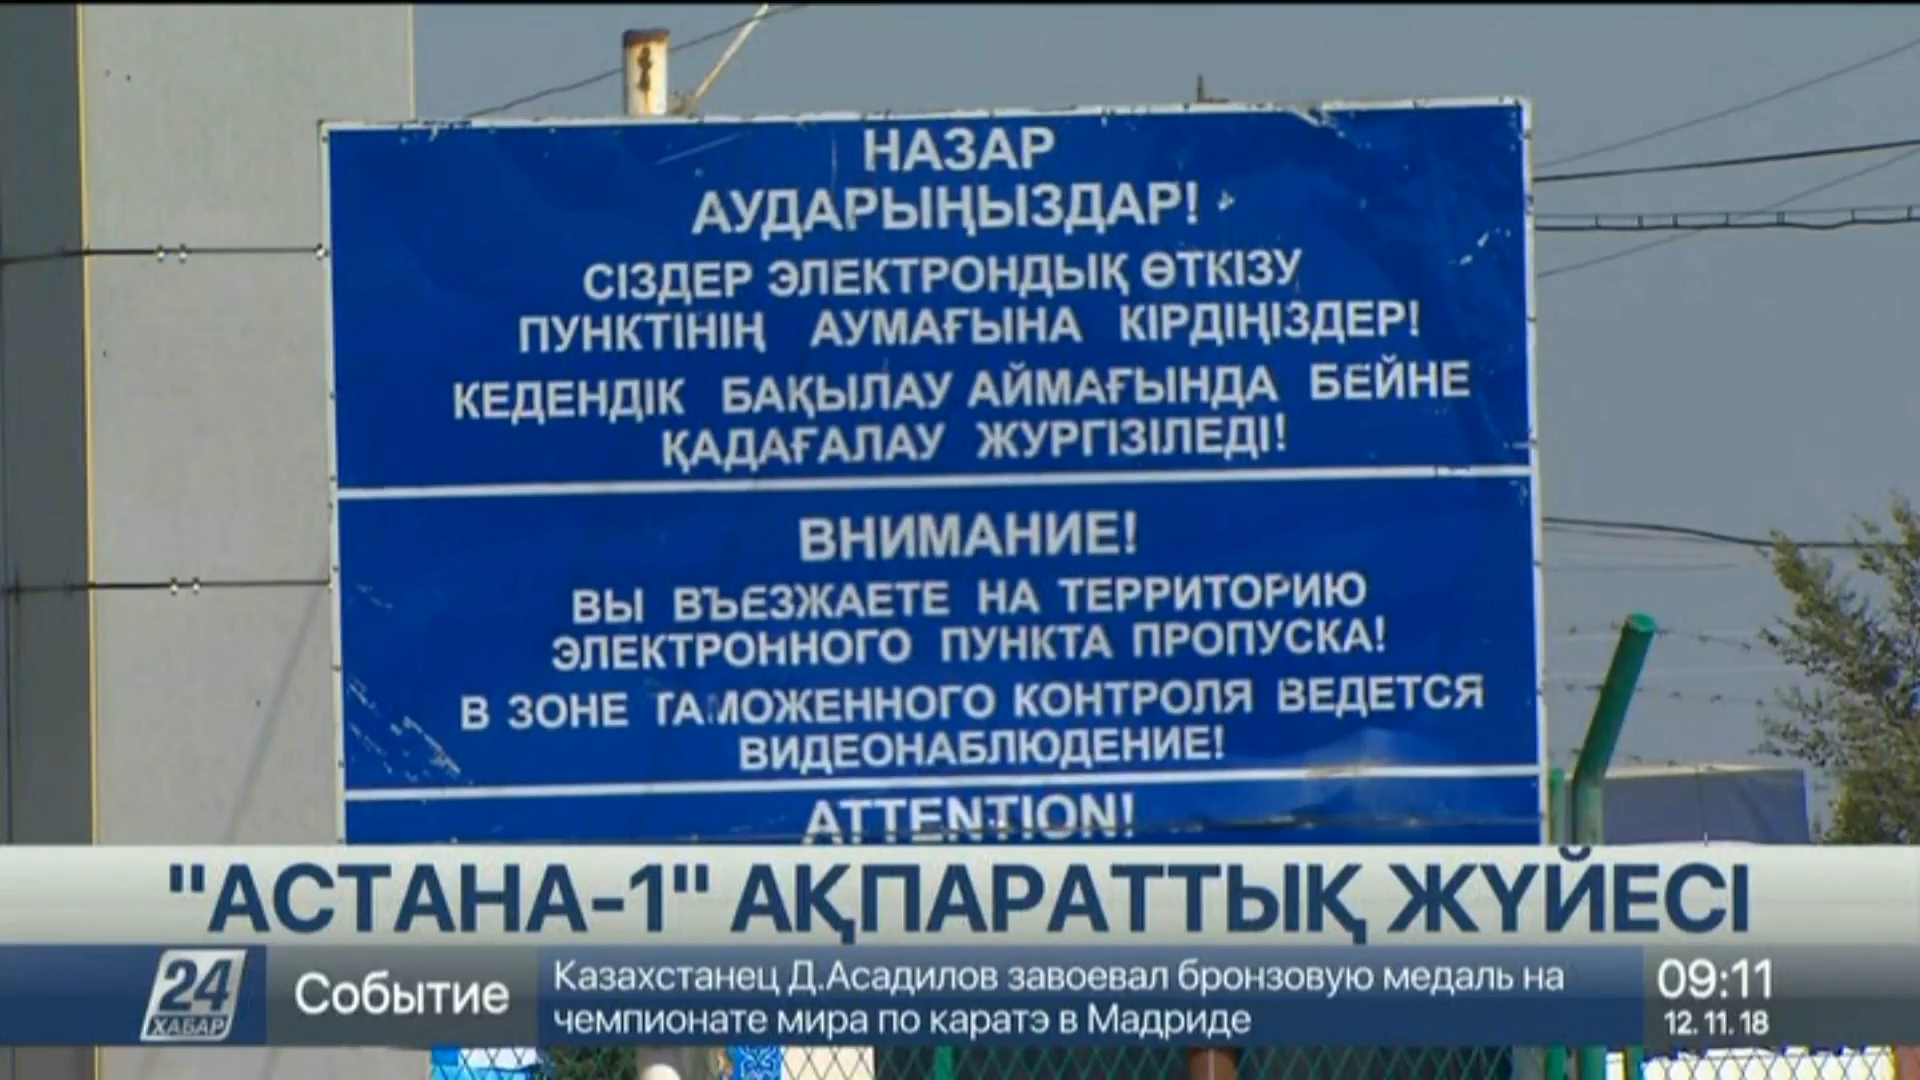 НАЗАР
АУДАРЫҢЫЗДАР!
СІЗДЕР ЭЛЕКТРОНДЫҚ ӨТКІЗУ
ПУНКТІНІҢ АУМАҒЫНА КІРДІҢІЗДЕР!
КЕДЕНДІК БАҚЫЛАУ АЙМАҒЫНДА БЕЙНЕ
ҚАДАҒАЛАУ ЖУРГІЗІЛЕДІ!
ВНИМАНИЕ!
ВЫ ВЪЕЗЖАЕТЕ НА ТЕРРИТОРИЮ
ЭЛЕКТРОННОГО ПУНКТА ПРОПУСКА!
В ЗОНЕ ТАМОЖЕННОГО КОНТРОЛЯ ВЕДЕТСЯ
ВИДЕОНАБЛЮДЕНИЕ!
ATTENTION!
"АСТАНА-1" АҚПАРАТТЫҚ ЖҮЙЕСІ
24
ХАБАР
Событие
Казахстанец Д.Асадилов завоевал бронзовую медаль на
чемпионате мира по каратэ в Мадриде
09:11
12.11.18